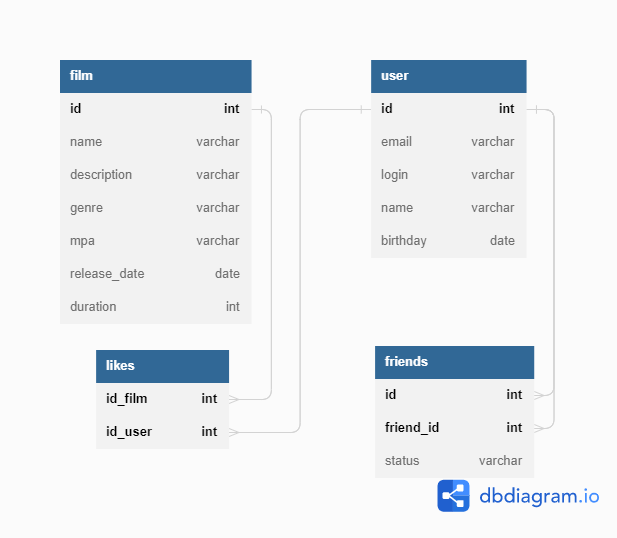 film
id int
name varchar
description varchar
genre varchar
mpa varchar
release_date date
duration int
user
id int
email varchar
login varchar
name varchar
birthday date
likes
id_film int
id_user int
friends
id int
friend_id int
status varchar
dbdiagram.io